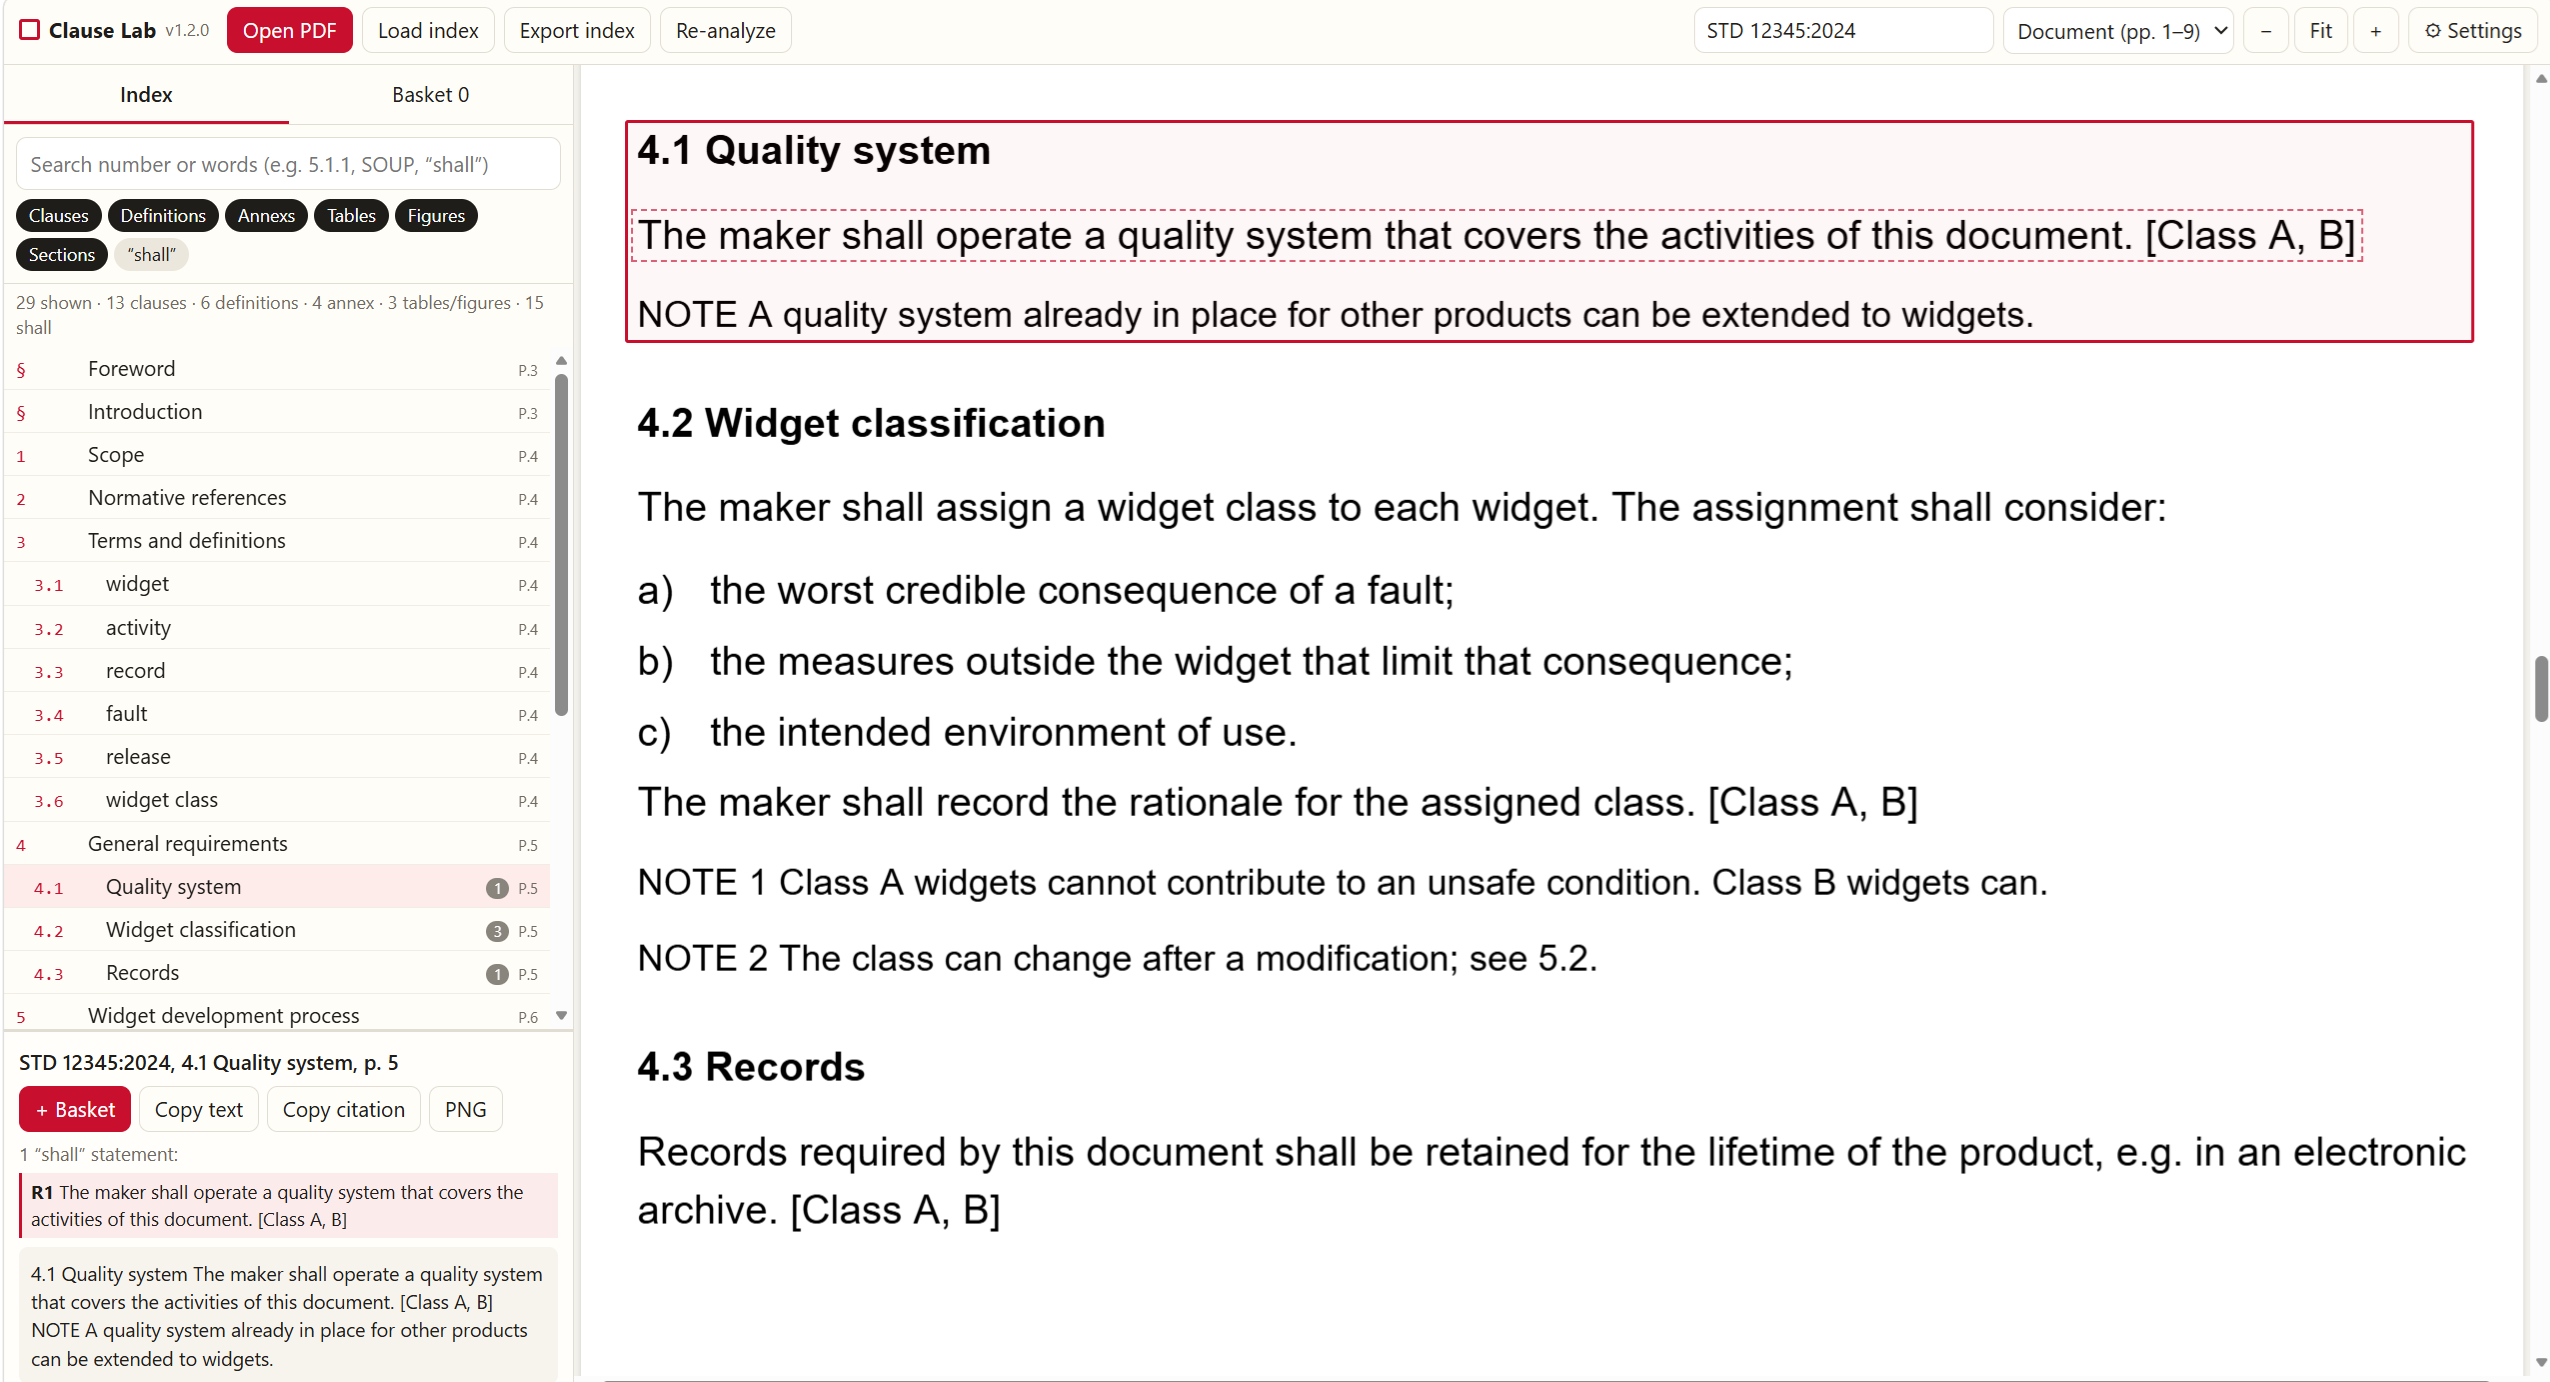 Clause Lab v1.2.0 Open PDF Load index Export index Re-analyze STD 12345:2024 Document (pp. 1–9) − Fit + ⚙ Settings
Index Basket 0
Search number or words (e.g. 5.1.1, SOUP, “shall”)
Clauses Definitions Annexs Tables Figures
Sections “shall”
29 shown · 13 clauses · 6 definitions · 4 annex · 3 tables/figures · 15
shall
§ Foreword P.3
§ Introduction P.3
1 Scope P.4
2 Normative references P.4
3 Terms and definitions P.4
3.1 widget P.4
3.2 activity P.4
3.3 record P.4
3.4 fault P.4
3.5 release P.4
3.6 widget class P.4
4 General requirements P.5
4.1 Quality system 1 P.5
4.2 Widget classification 3 P.5
4.3 Records 1 P.5
5 Widget development process P.6
STD 12345:2024, 4.1 Quality system, p. 5
+ Basket Copy text Copy citation PNG
1 “shall” statement:
R1 The maker shall operate a quality system that covers the
activities of this document. [Class A, B]
4.1 Quality system The maker shall operate a quality system
that covers the activities of this document. [Class A, B]
NOTE A quality system already in place for other products
can be extended to widgets.
4.1 Quality system
The maker shall operate a quality system that covers the activities of this document. [Class A, B]
NOTE A quality system already in place for other products can be extended to widgets.
4.2 Widget classification
The maker shall assign a widget class to each widget. The assignment shall consider:
a) the worst credible consequence of a fault;
b) the measures outside the widget that limit that consequence;
c) the intended environment of use.
The maker shall record the rationale for the assigned class. [Class A, B]
NOTE 1 Class A widgets cannot contribute to an unsafe condition. Class B widgets can.
NOTE 2 The class can change after a modification; see 5.2.
4.3 Records
Records required by this document shall be retained for the lifetime of the product, e.g. in an electronic
archive. [Class A, B]